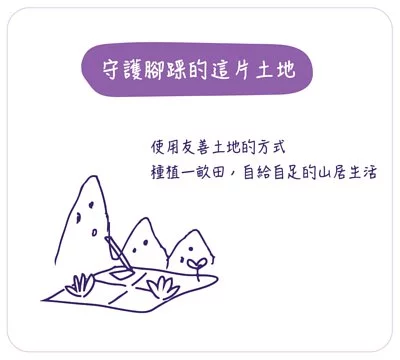 守護腳踩的這片土地
使用友善土地的方式
種植一畝田，自給自足的山居生活